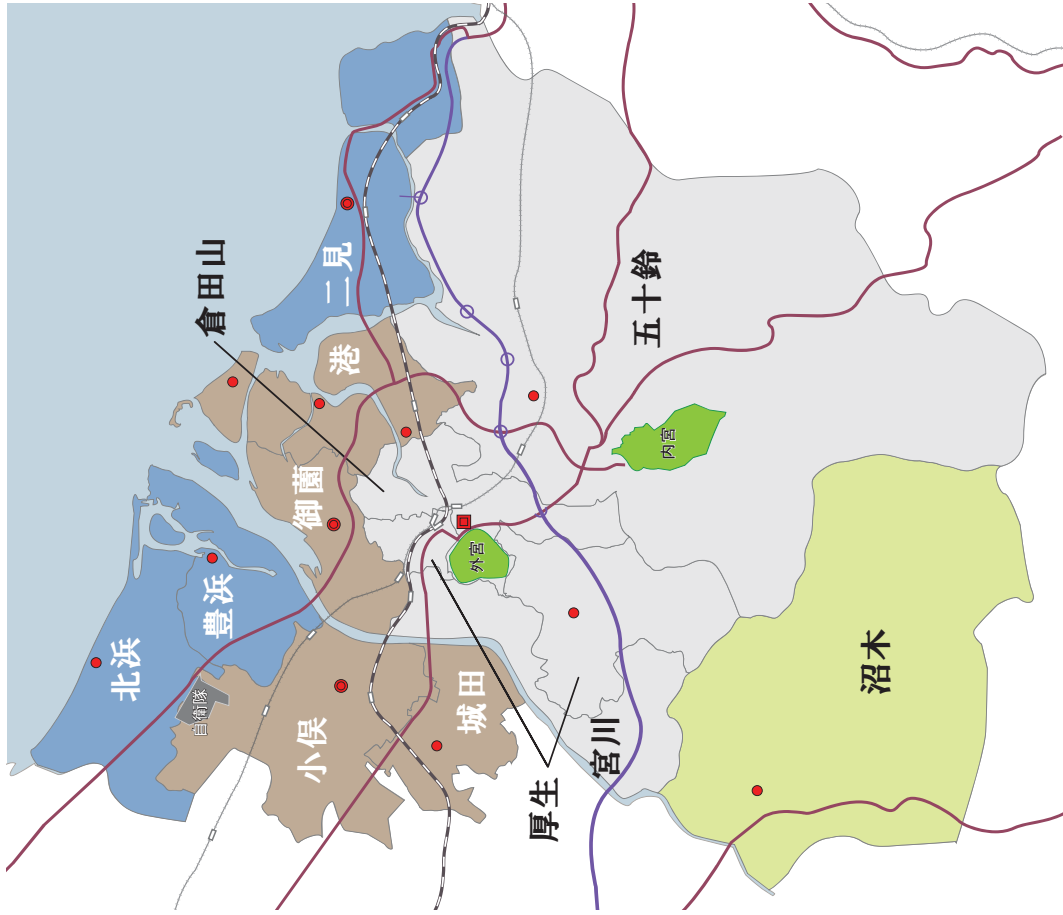 倉田山
二見
五十鈴
港
内宮
御薗
外宮
豊浜
北浜
自衛隊
沼木
小俣
城田
宮川
厚生